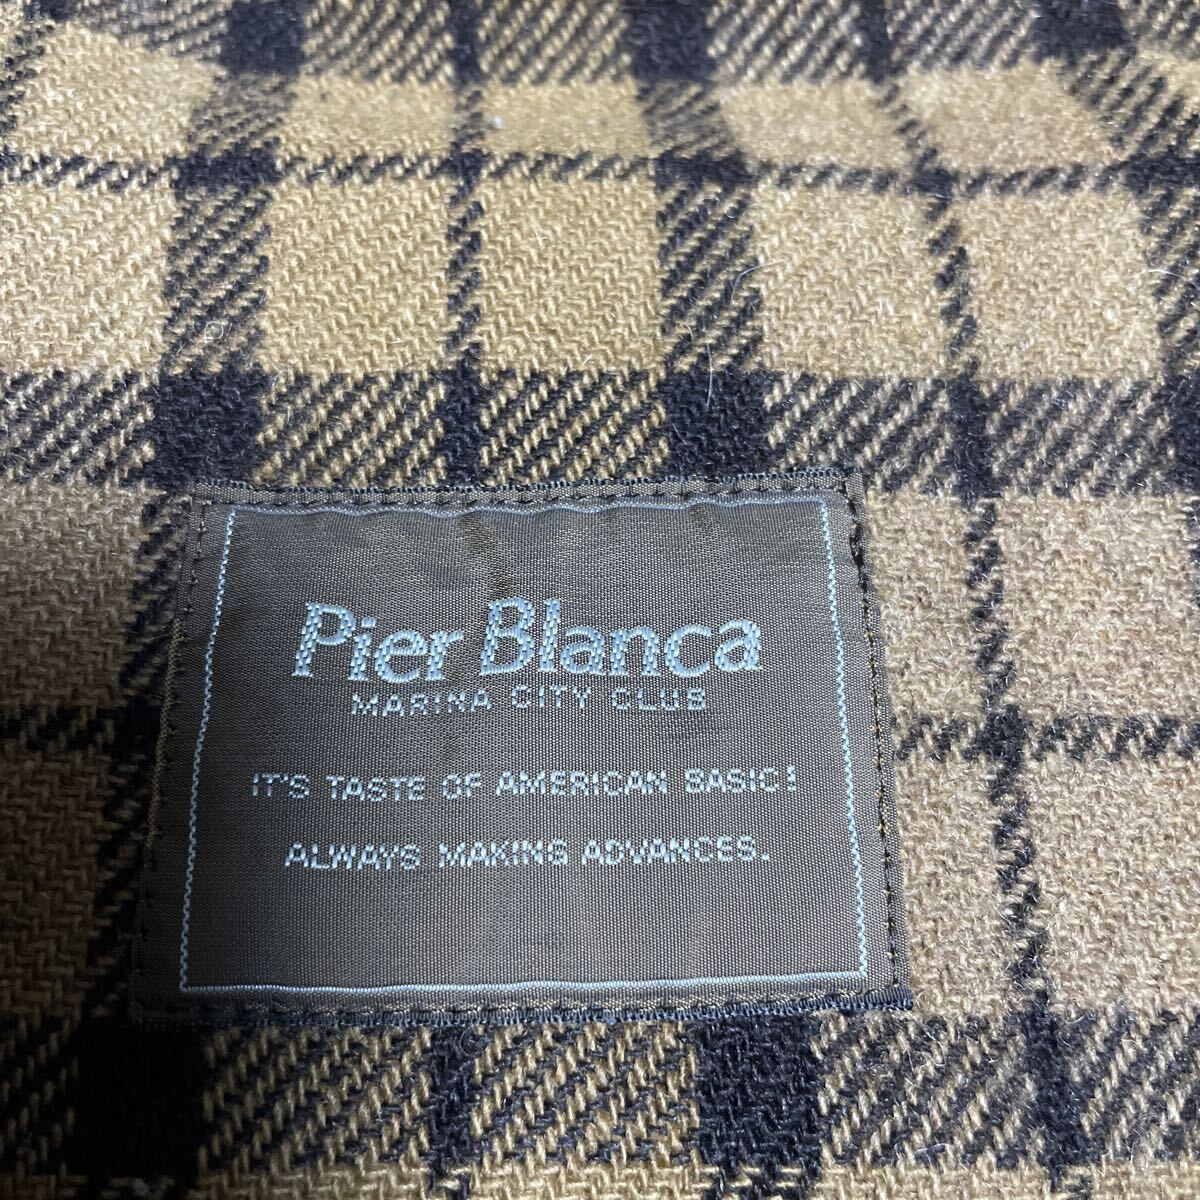 Pier Blanca
MARINA CITY CLUB
IT'S TASTE OF AMERICAN BASIC!
ALWAYS MAKING ADVANCES.